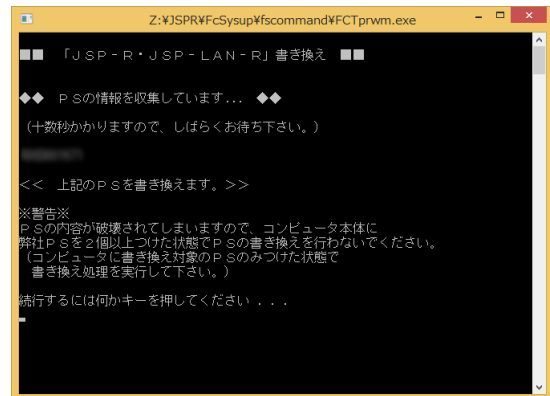 Z:¥JSPR¥FcSysup¥fscommand¥FCTprwm.exe
■■ 「JSP-R・JSP-LAN-R」書き換え ■■
◆◆ PSの情報を収集しています... ◆◆
(十数秒かかりますので、しばらくお待ち下さい。)
<< 上記のPSを書き換えます。>>
※警告※
PSの内容が破壊されてしまいますので、コンピュータ本体に
弊社PSを2個以上つけた状態でPSの書き換えを行わないでください。
(コンピュータに書き換え対象のPSのみつけた状態で
書き換え処理を実行して下さい。)
続行するには何かキーを押してください . . .